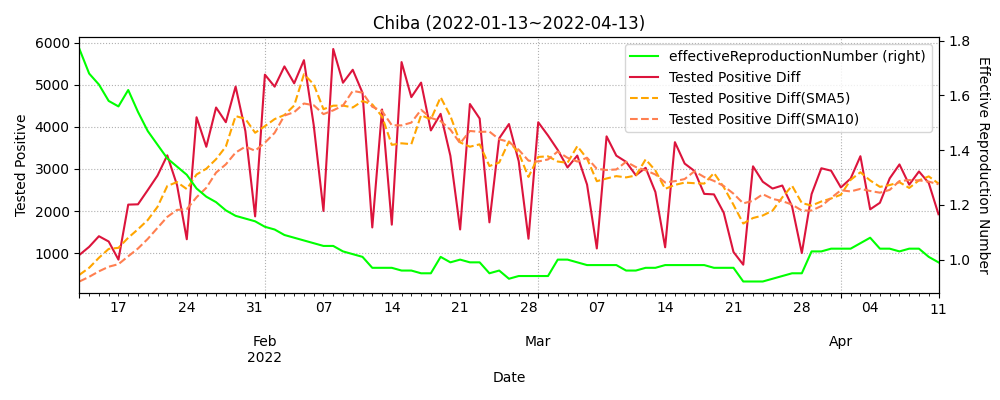 Chiba (2022-01-13~2022-04-13)
effectiveReproductionNumber (right)
Tested Positive Diff
Tested Positive Diff(SMA5)
Tested Positive Diff(SMA10)
Tested Positive
6000
5000
4000
3000
2000
1000
Effective Reproduction Number
1.8
1.6
1.4
1.2
1.0
17 24 31 07 14 21 28 07 14 21 28 04 11
Feb Mar Apr
2022
Date